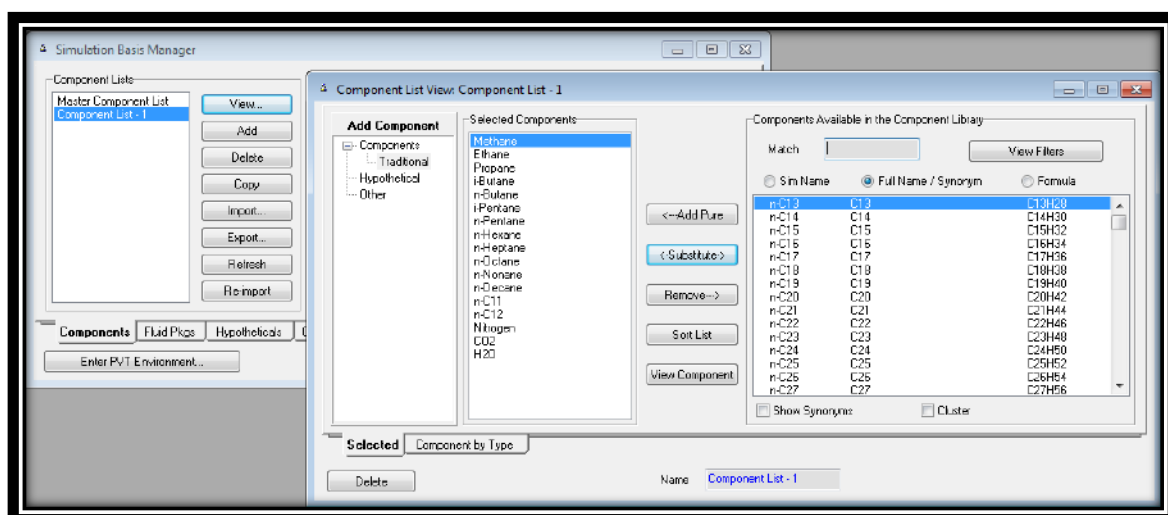 Simulation Basis Manager
Component Lists
Master Component List
Component List - 1
View...
Add
Delete
Copy
Import...
Export...
Refresh
Re-import
Components
Fluid Pkgs
Hypotheticals
Enter PVT Environment...
Component List View: Component List - 1
Add Component
Components
Traditional
Hypothetical
Other
Selected Components
Methane
Ethane
Propane
i-Butane
n-Butane
i-Pentane
n-Pentane
n-Hexane
n-Heptane
n-Octane
n-Nonane
n-Decane
n-C11
n-C12
Nitrogen
CO2
H2O
<---Add Pure
<-Substitute->
Remove--->
Sort List
View Component
Components Available in the Component Library
Match
View Filters
Sim Name Full Name / Synonym Formula
n-C13 C13 C13H28
n-C14 C14 C14H30
n-C15 C15 C15H32
n-C16 C16 C16H34
n-C17 C17 C17H36
n-C18 C18 C18H38
n-C19 C19 C19H40
n-C20 C20 C20H42
n-C21 C21 C21H44
n-C22 C22 C22H46
n-C23 C23 C23H48
n-C24 C24 C24H50
n-C25 C25 C25H52
n-C26 C26 C26H54
n-C27 C27 C27H56
Show Synonyms Cluster
Selected Component by Type
Delete
Name Component List - 1